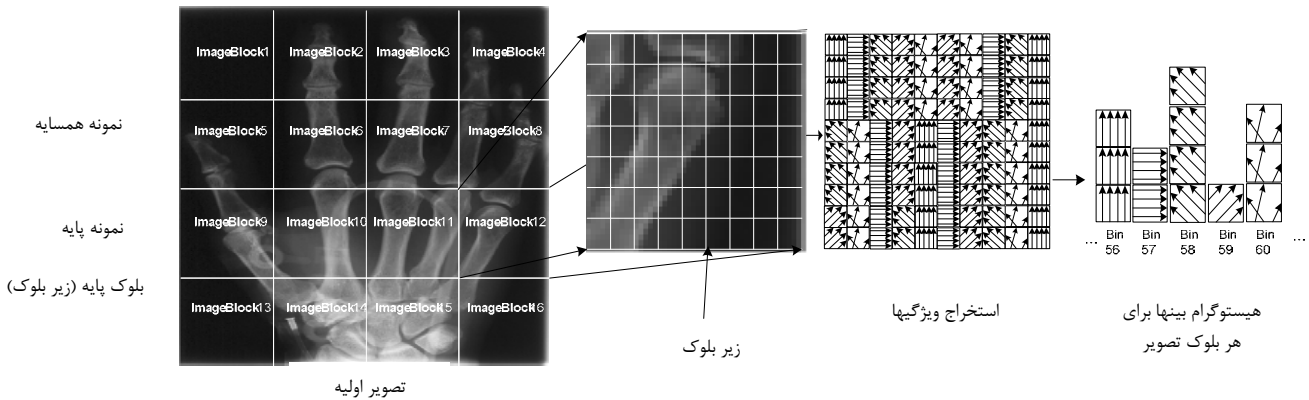 ImageBlock1
ImageBlock2
ImageBlock3
ImageBlock4
نمونه همسایه
ImageBlock5
ImageBlock6
ImageBlock7
8
نمونه پایه
ImageBlock9
ImageBlock10
ImageBlock11
ImageBlock12
بلوک پایه (زیر بلوک)
ImageBlock13
ImageBlock14
15
ImageBlock16
تصویر اولیه
زیر بلوک
استخراج ویژگیها
... Bin 56
Bin 57
Bin 58
Bin 59
Bin 60 ...
هیستوگرام بینها برای
هر بلوک تصویر